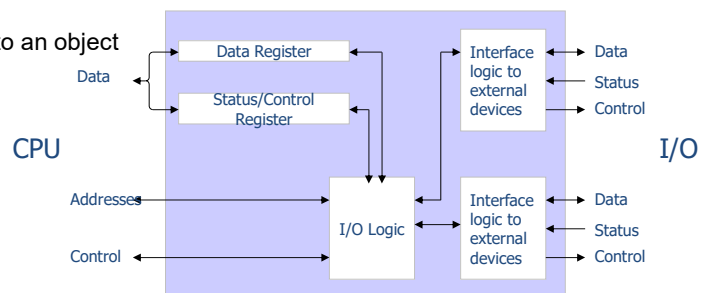 to an object
Data
CPU
Addresses
Control
Data Register
Status/Control
Register
I/O Logic
Interface
logic to
external
devices
Interface
logic to
external
devices
Data
Status
Control
I/O
Data
Status
Control